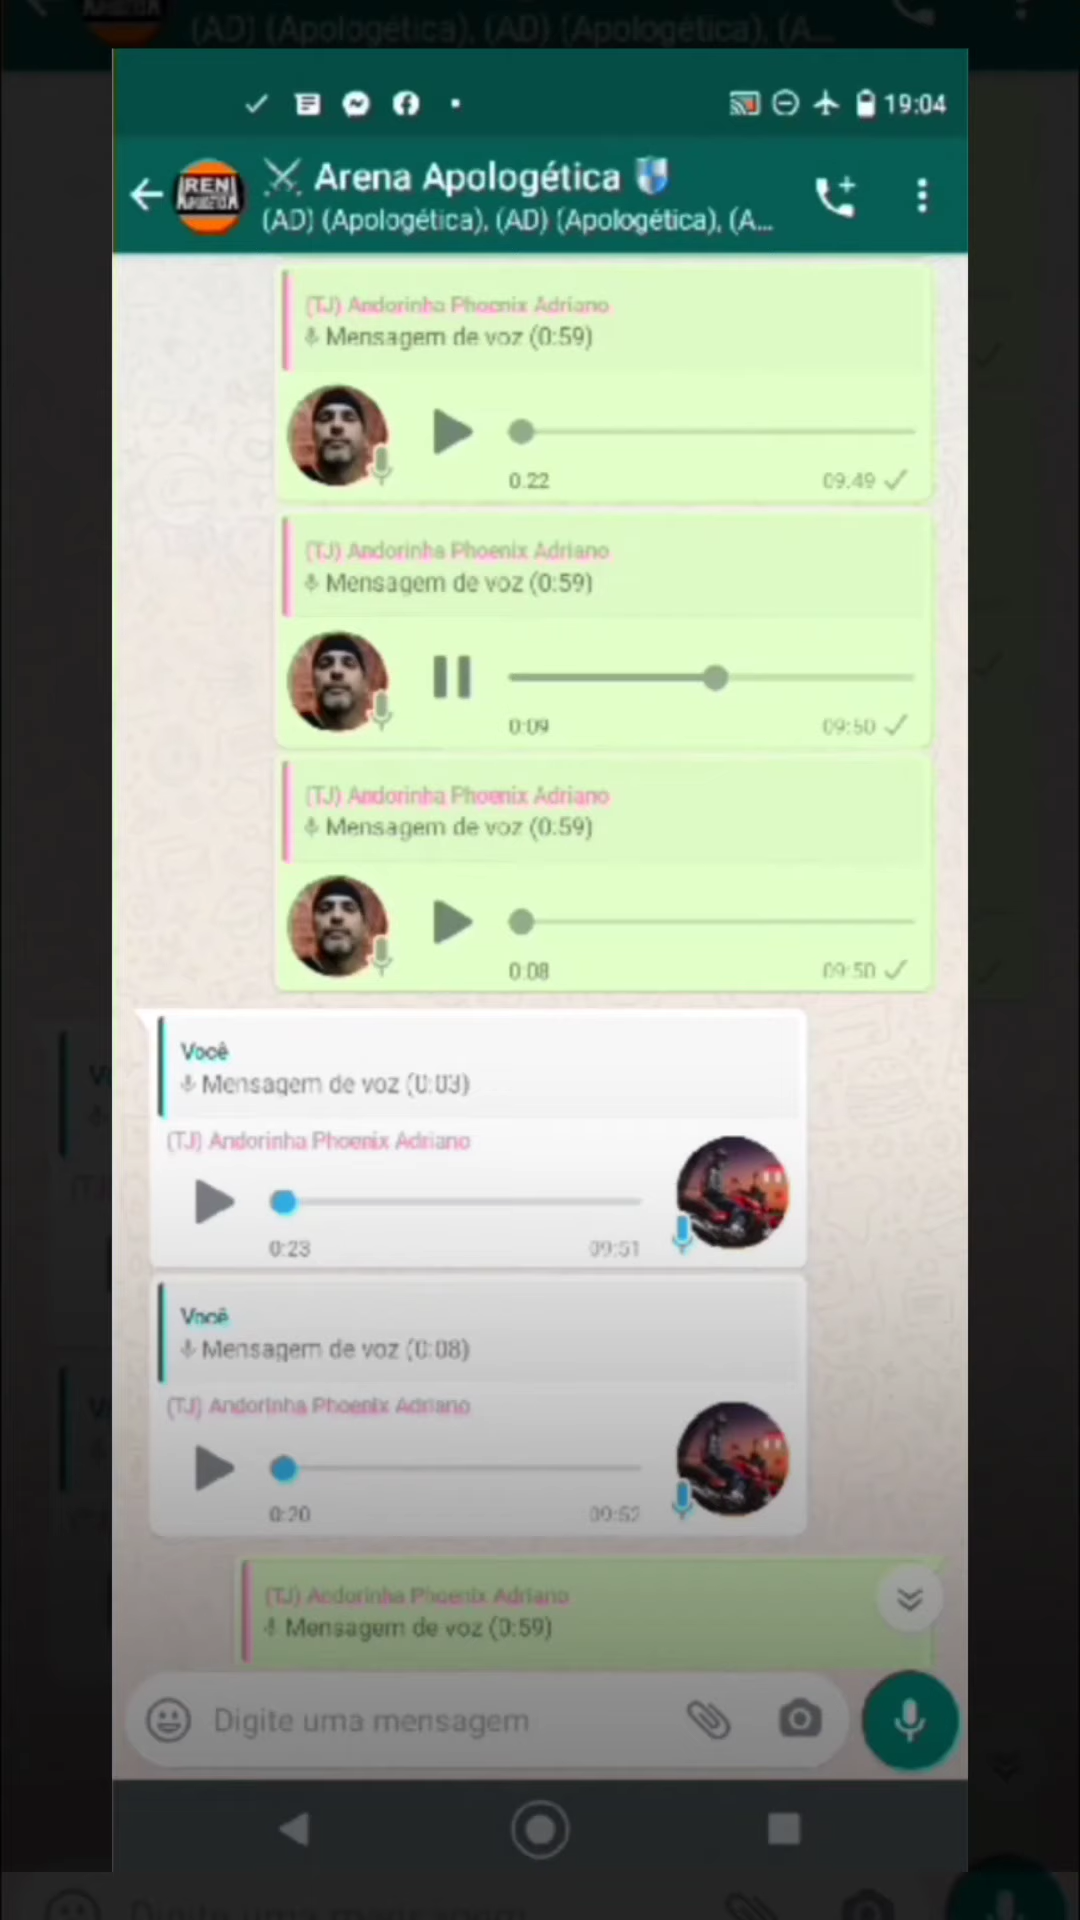 19:04
Arena Apologética
(AD) (Apologética), (AD) (Apologética), (A...
(TJ) Andorinha Phoenix Adriano
Mensagem de voz (0:59)
0:22
09:49
(TJ) Andorinha Phoenix Adriano
Mensagem de voz (0:59)
0:09
09:50
(TJ) Andorinha Phoenix Adriano
Mensagem de voz (0:59)
0:08
09:50
Você
Mensagem de voz (0:03)
(TJ) Andorinha Phoenix Adriano
0:23
09:51
Você
Mensagem de voz (0:08)
(TJ) Andorinha Phoenix Adriano
0:20
09:52
(TJ) Andorinha Phoenix Adriano
Mensagem de voz (0:59)
Digite uma mensagem